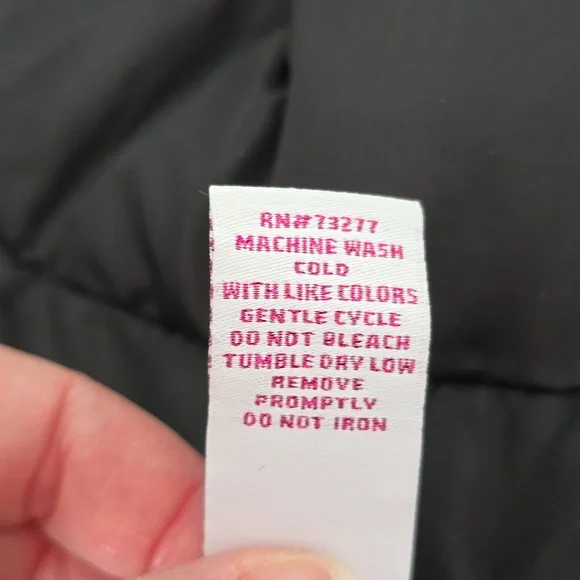 RN#73277
MACHINE WASH
COLD
WITH LIKE COLORS
GENTLE CYCLE
DO NOT BLEACH
TUMBLE DRY LOW
REMOVE
PROMPTLY
DO NOT IRON